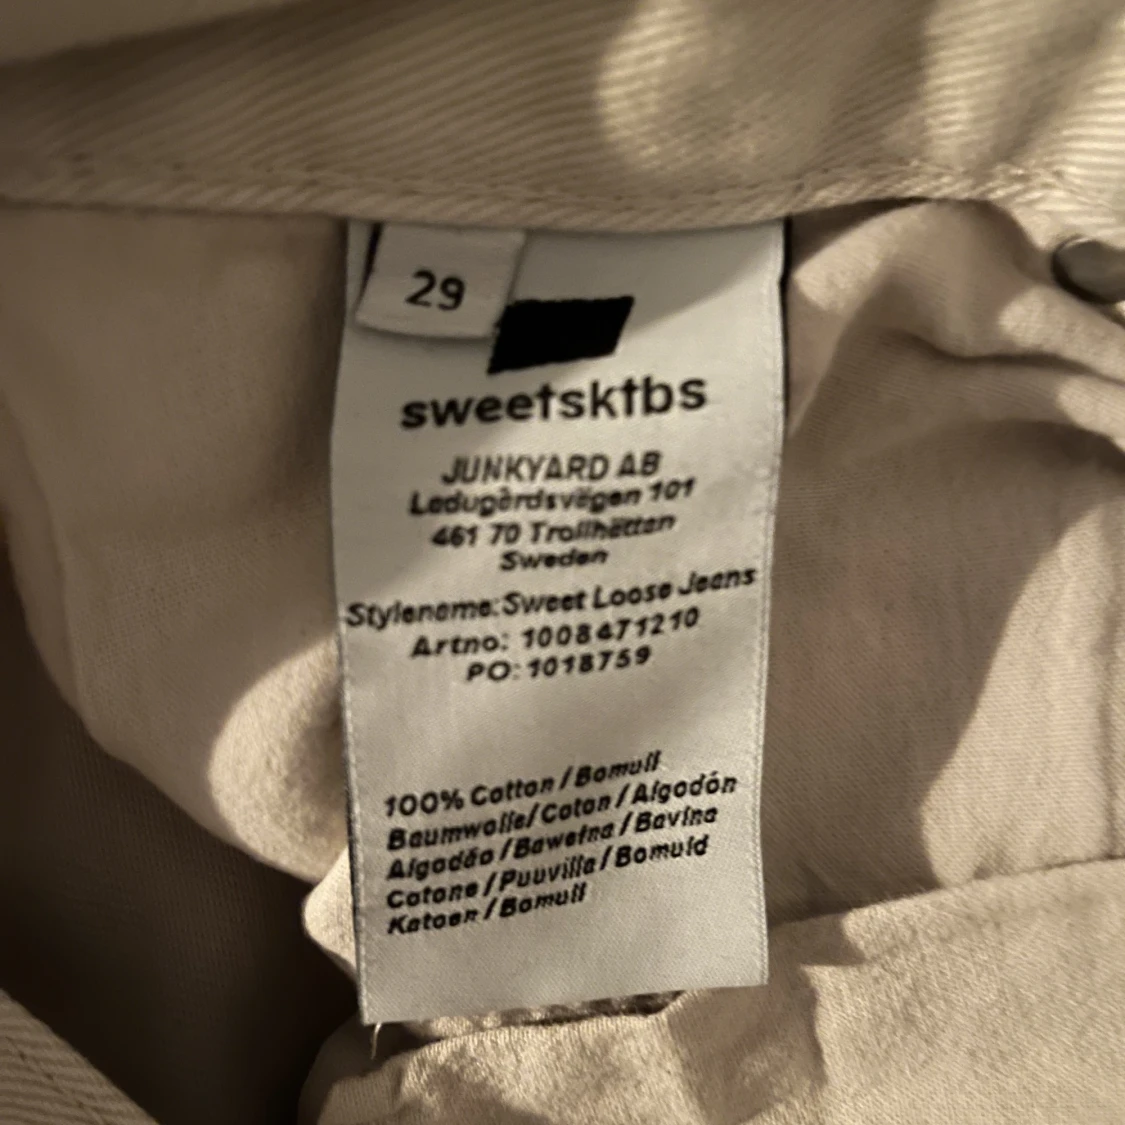 29
sweetsktbs
JUNKYARD AB
Ladugårdsvägen 101
461 70 Trollhättan
Sweden
Stylename:Sweet Loose Jeans
Artno: 1008471210
PO:1018759
100% Cotton/Bomull
Baumwolle/Coton/Algodón
Algodão/Bawełna/Bavlna
Cotone/Puuvilla/Bomuld
Katoen/Bomull